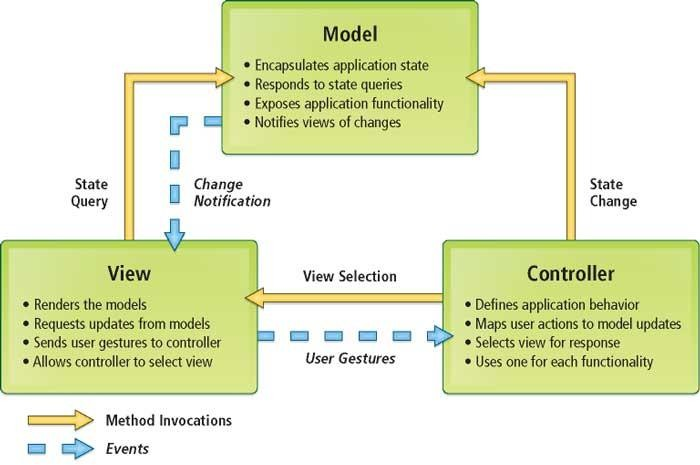 Model
• Encapsulates application state
• Responds to state queries
• Exposes application functionality
• Notifies views of changes
State
Query
Change
Notification
State
Change
View
• Renders the models
• Requests updates from models
• Sends user gestures to controller
• Allows controller to select view
View Selection
User Gestures
Controller
• Defines application behavior
• Maps user actions to model updates
• Selects view for response
• Uses one for each functionality
Method Invocations
Events